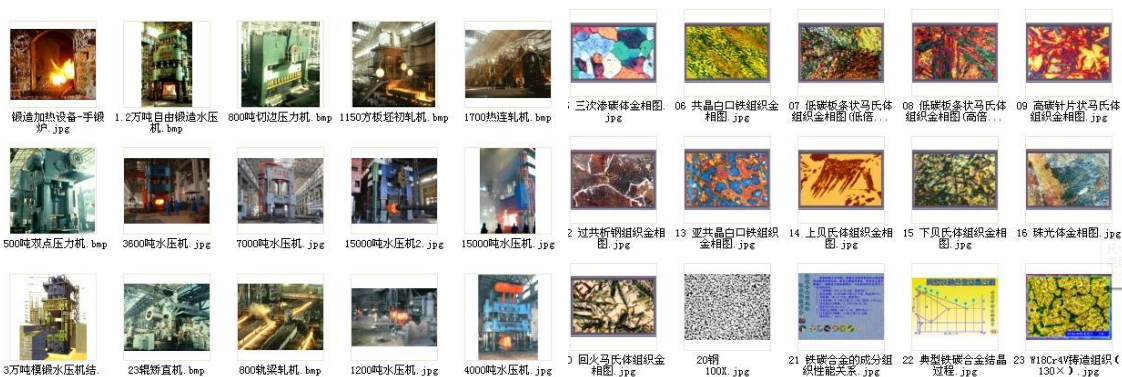 锻造加热设备-手锻
炉.jpg
1.2万吨自由锻造水压
机.bmp
800吨切边压力机.bmp
1150方板坯初轧机.bmp
1700热连轧机.bmp
三次渗碳体金相图.
jpg
06 共晶白口铁组织金
相图.jpg
07 低碳板条状马氏体
组织金相图(低倍...
08 低碳板条状马氏体
组织金相图(高倍...
09 高碳针片状马氏体
组织金相图.jpg
500吨双点压力机.bmp
3600吨水压机.jpg
7000吨水压机.jpg
15000吨水压机2.jpg
15000吨水压机.jpg
2 过共析钢组织金相
图.jpg
13 亚共晶白口铁组织
金相图.jpg
14 上贝氏体组织金相
图.jpg
15 下贝氏体组织金相
图.jpg
16 珠光体金相图.jpg
3万吨模锻水压机结.
23辊矫直机.bmp
800轨梁轧机.bmp
1200吨水压机.jpg
4000吨水压机.jpg
0 回火马氏体组织金
相图.jpg
20钢
100X.jpg
21 铁碳合金的成分组
织性能关系.jpg
22 典型铁碳合金结晶
过程.jpg
23 W18Cr4V铸造组织(
130×).jpg